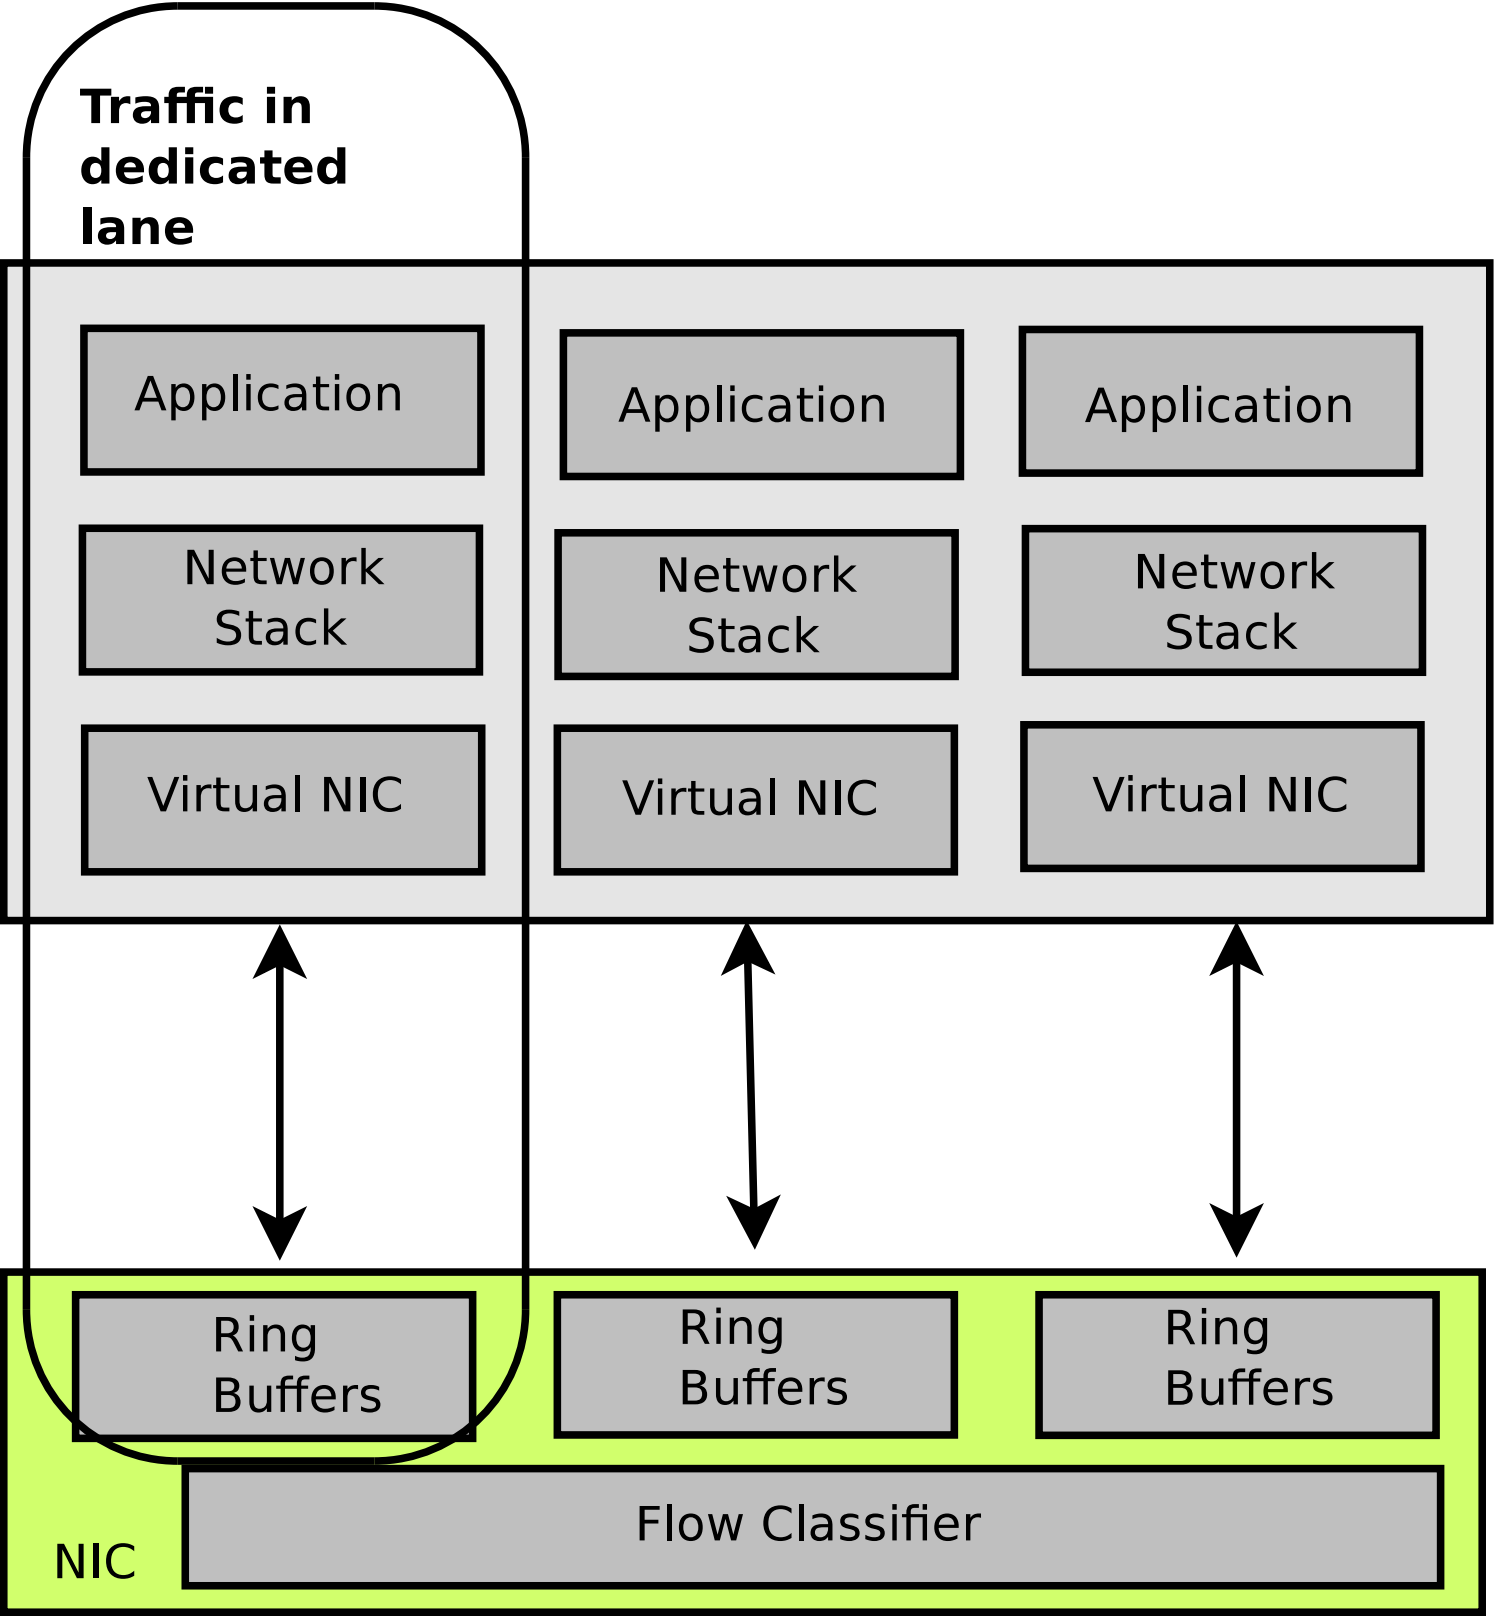 Traffic in
dedicated
lane
Application
Application
Application
Network
Stack
Network
Stack
Network
Stack
Virtual NIC
Virtual NIC
Virtual NIC
Ring
Buffers
Ring
Buffers
Ring
Buffers
Flow Classifier
NIC